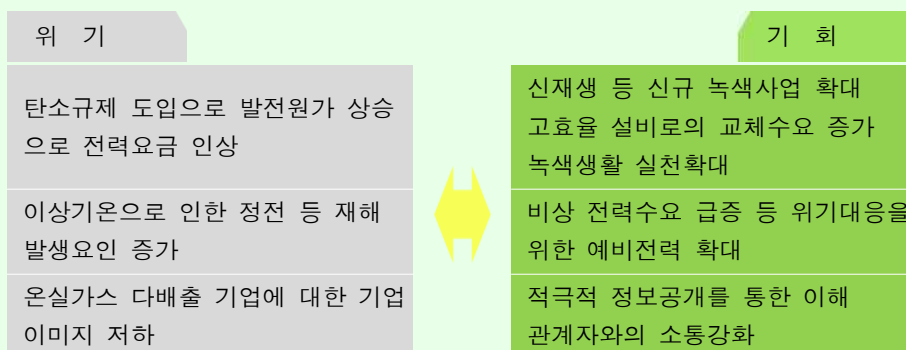 위 기
탄소규제 도입으로 발전원가 상승
으로 전력요금 인상
이상기온으로 인한 정전 등 재해
발생요인 증가
온실가스 다배출 기업에 대한 기업
이미지 저하
기 회
신재생 등 신규 녹색사업 확대
고효율 설비로의 교체수요 증가
녹색생활 실천확대
비상 전력수요 급증 등 위기대응을
위한 예비전력 확대
적극적 정보공개를 통한 이해
관계자와의 소통강화